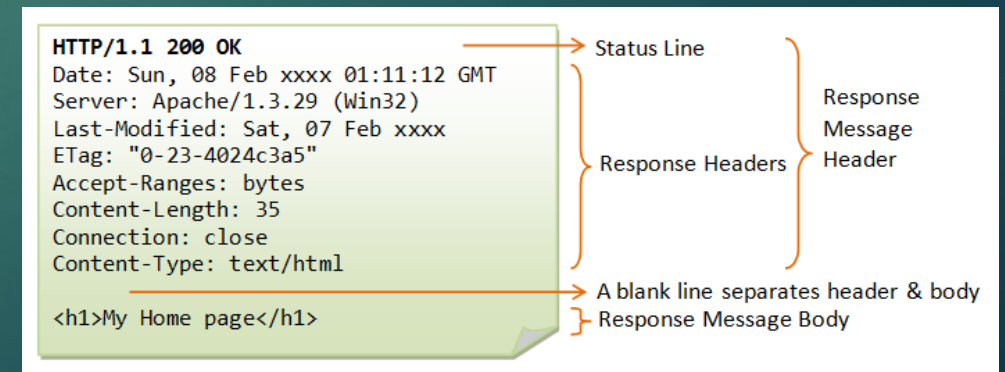 HTTP/1.1 200 OK
Date: Sun, 08 Feb xxxx 01:11:12 GMT
Server: Apache/1.3.29 (Win32)
Last-Modified: Sat, 07 Feb xxxx
ETag: "0-23-4024c3a5"
Accept-Ranges: bytes
Content-Length: 35
Connection: close
Content-Type: text/html
<h1>My Home page</h1>
Status Line
Response Headers
Response
Message
Header
A blank line separates header & body
Response Message Body